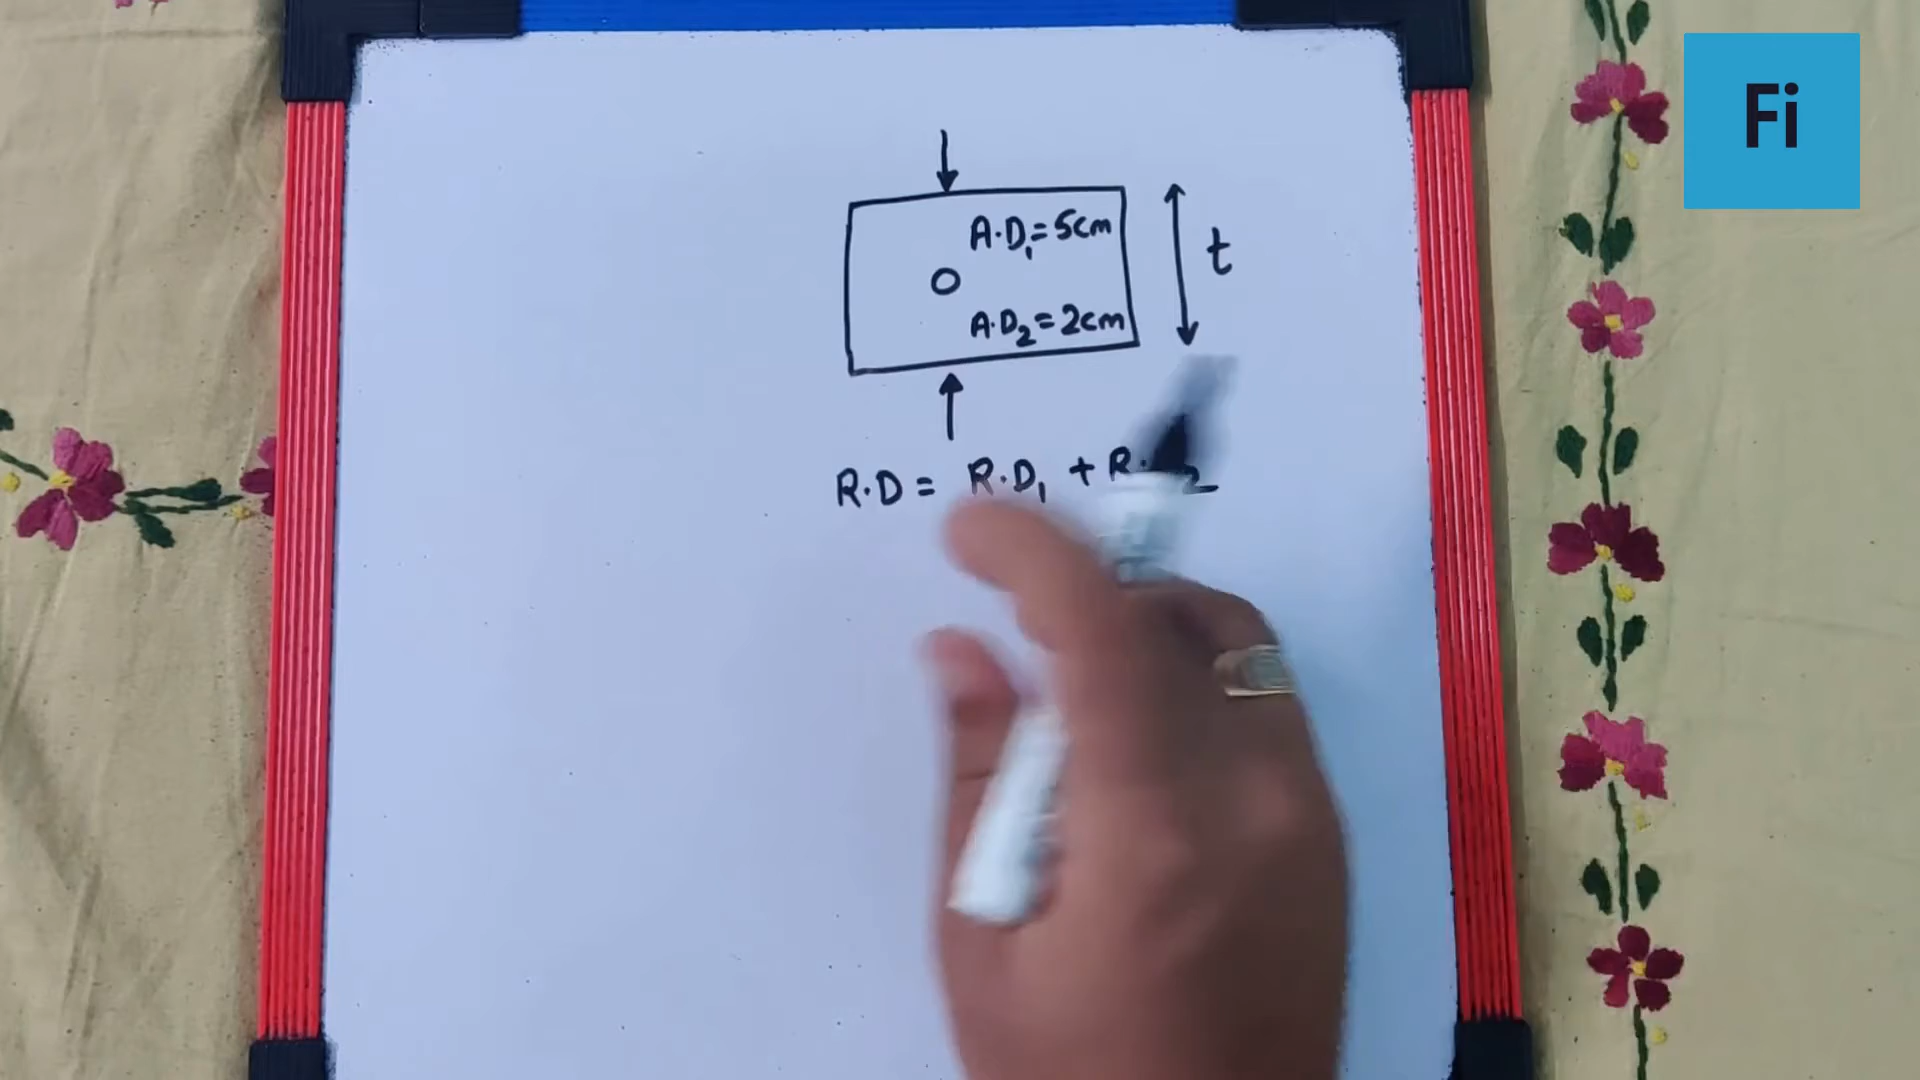 Fi
A.D₁=5cm
t
O
A.D₂=2cm
R.D= R.D₁ + R.